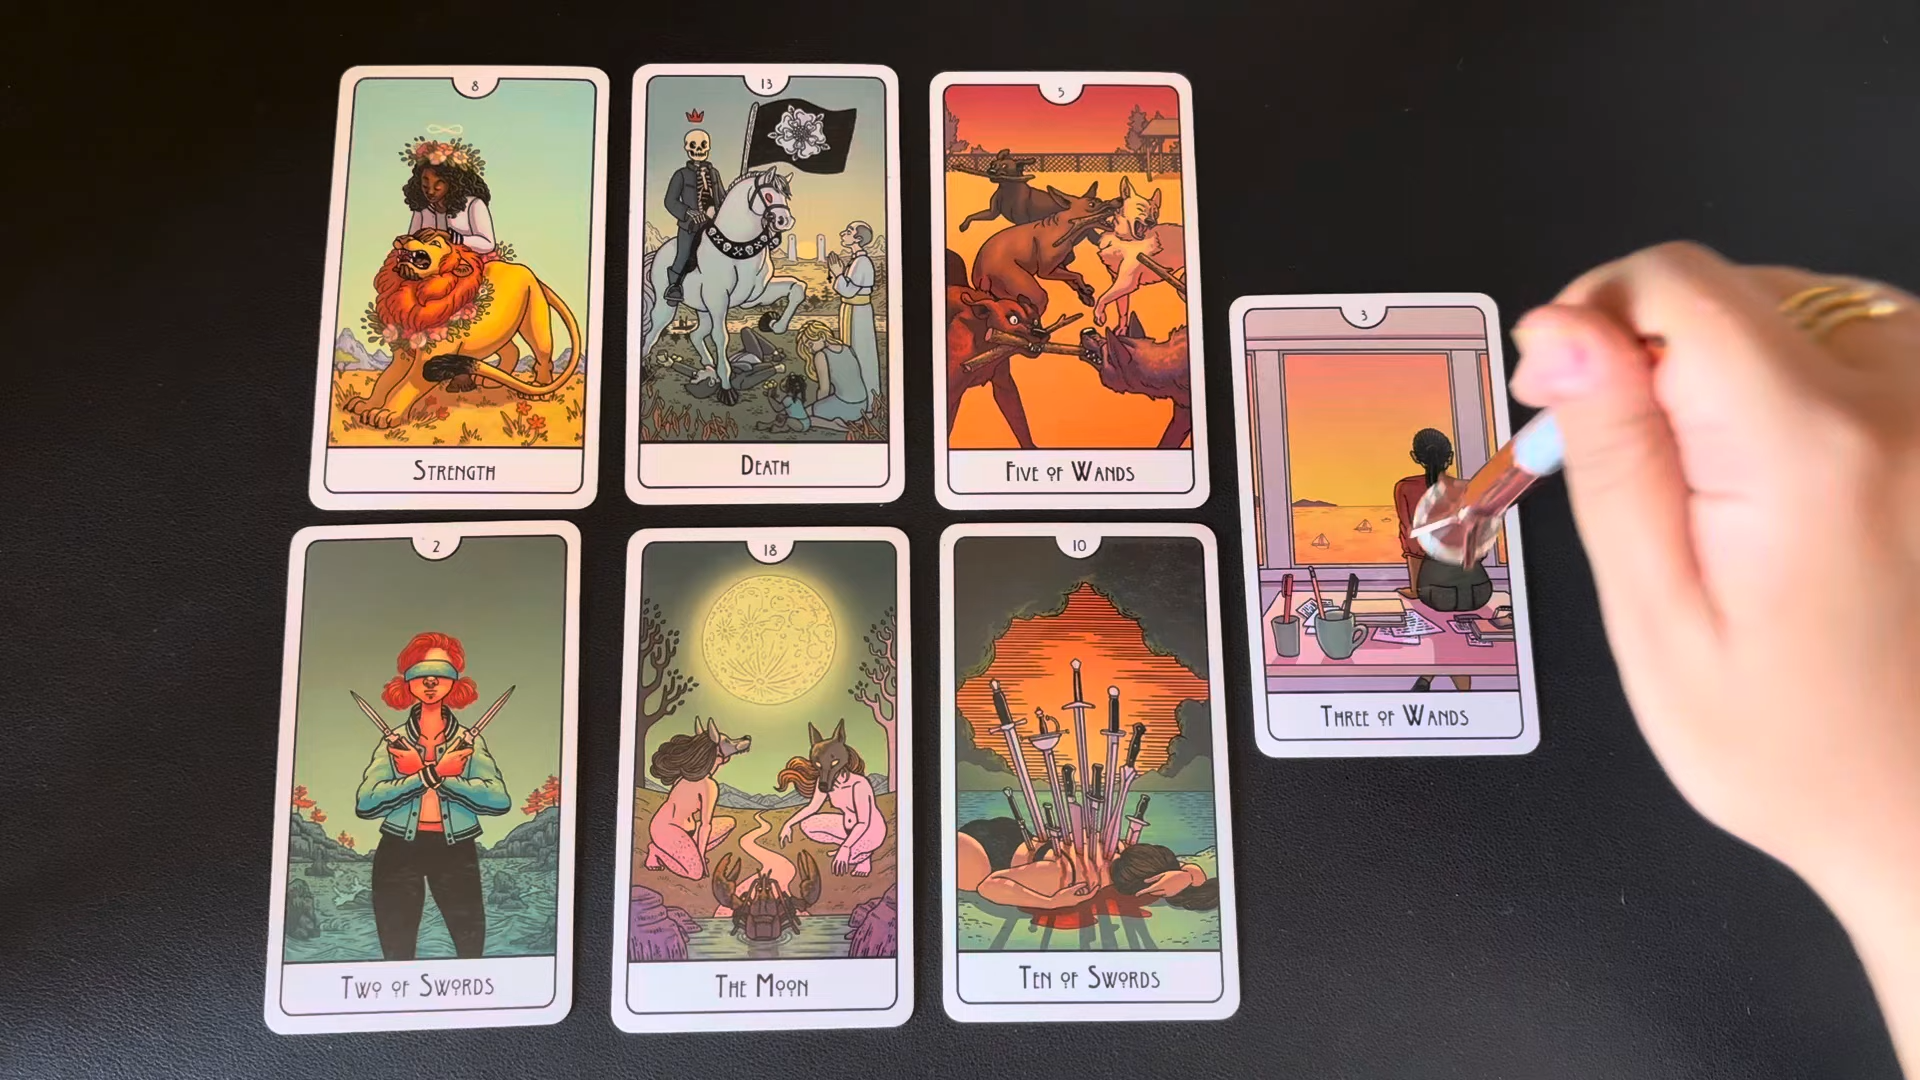 8
STRENGTH
13
DEATH
5
FIVE OF WANDS
3
THREE OF WANDS
2
TWO OF SWORDS
18
THE MOON
10
TEN OF SWORDS